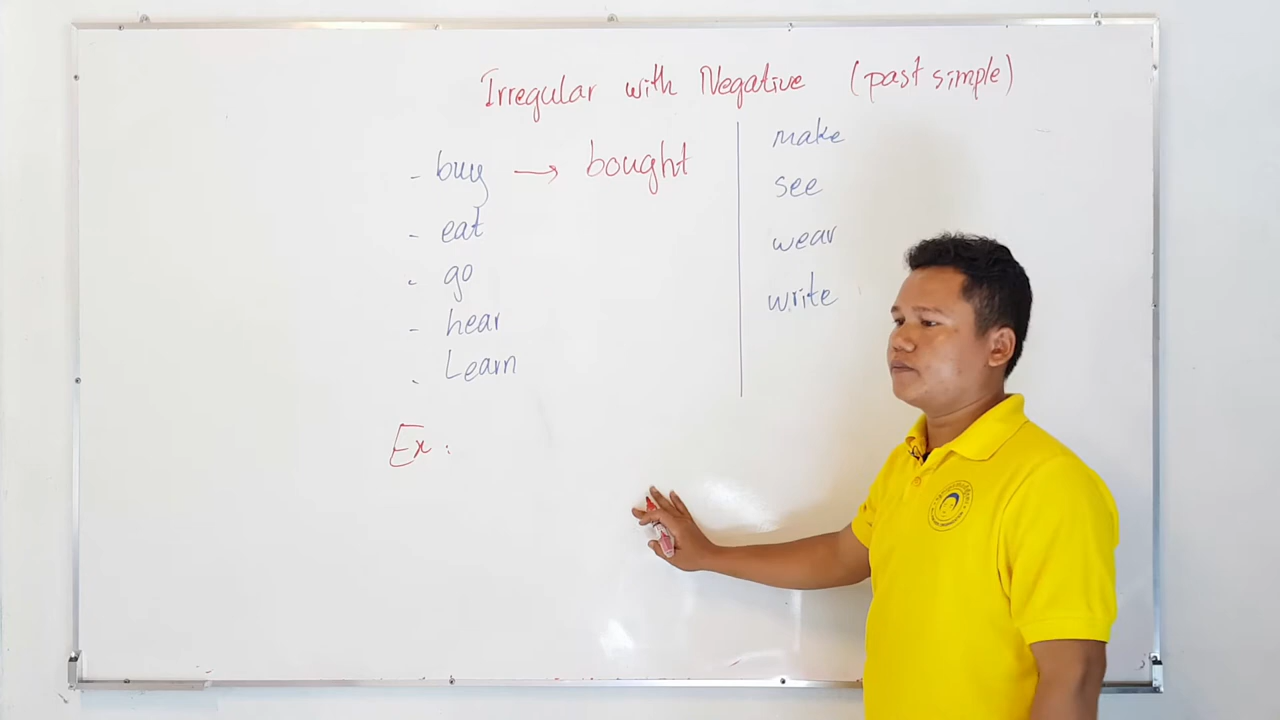 Irregular with Negative (past simple)
- buy → bought
- eat
- go
- hear
- Learn
make
see
wear
write
Ex :